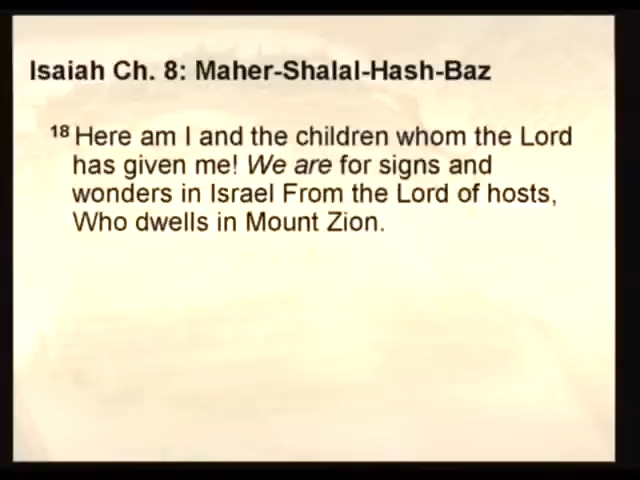 Isaiah Ch. 8: Maher-Shalal-Hash-Baz
18 Here am I and the children whom the Lord
has given me! We are for signs and
wonders in Israel From the Lord of hosts,
Who dwells in Mount Zion.